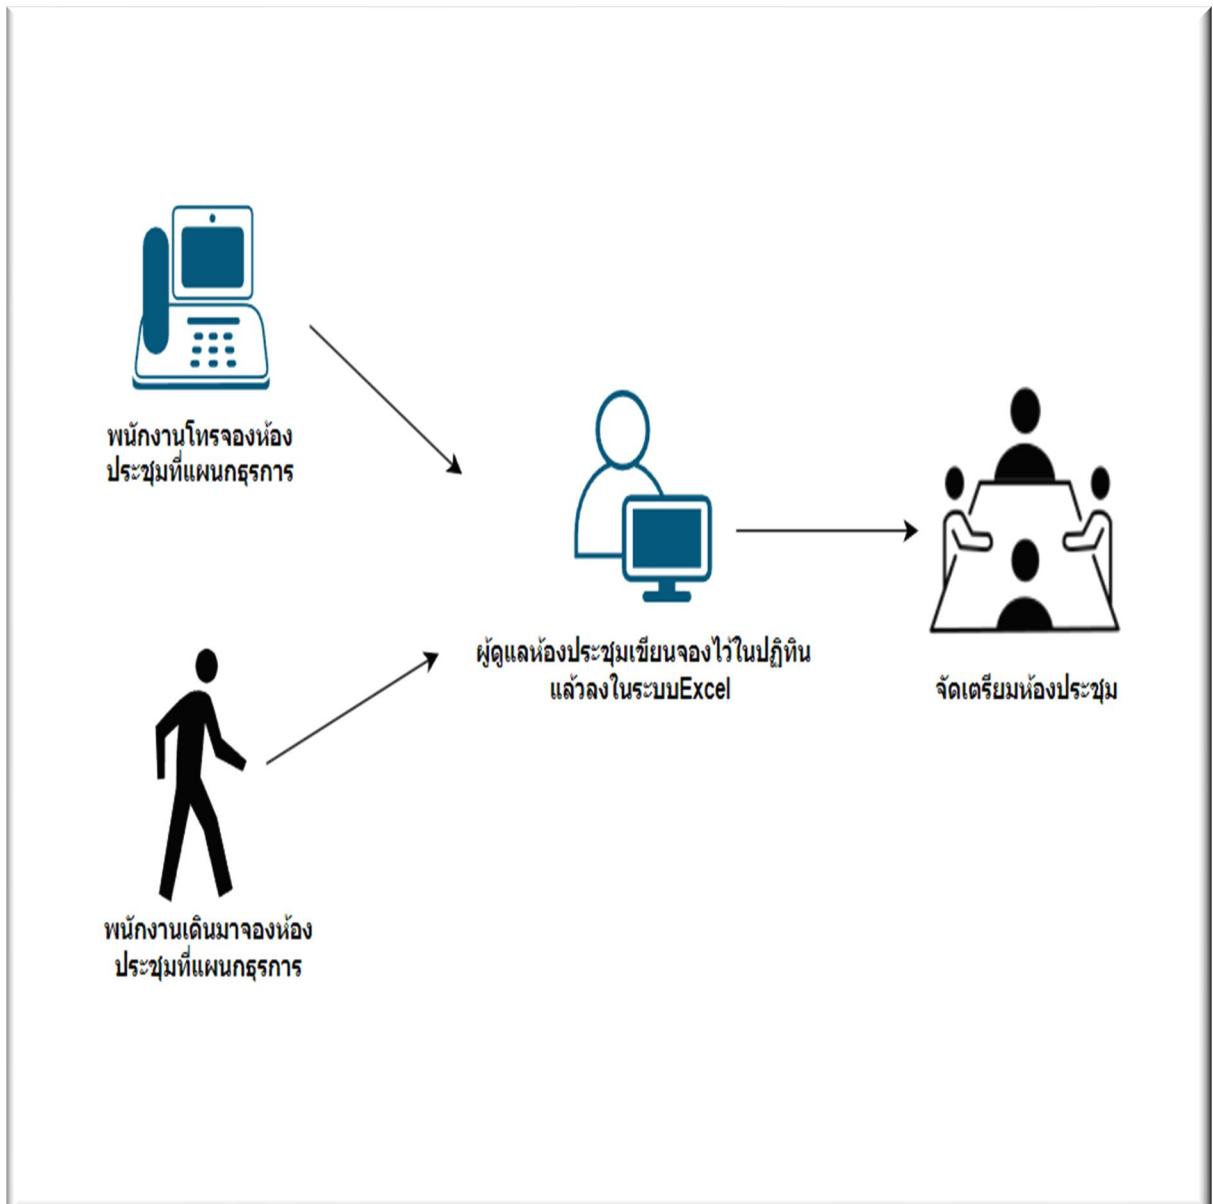 พนักงานโทรจองห้อง
ประชุมที่แผนกธุรการ
ผู้ดูแลห้องประชุมเขียนจองไว้ในปฏิทิน
แล้วลงในระบบExcel
จัดเตรียมห้องประชุม
พนักงานเดินมาจองห้อง
ประชุมที่แผนกธุรการ